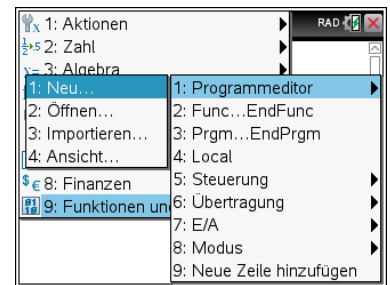 1: Aktionen
RAD
2: Zahl
3: Algebra
1: Neu...
2: Öffnen...
3: Importieren...
4: Ansicht...
8: Finanzen
9: Funktionen un
1: Programmeditor
2: Func...EndFunc
3: Prgm...EndPrgm
4: Local
5: Steuerung
6: Übertragung
7: E/A
8: Modus
9: Neue Zeile hinzufügen